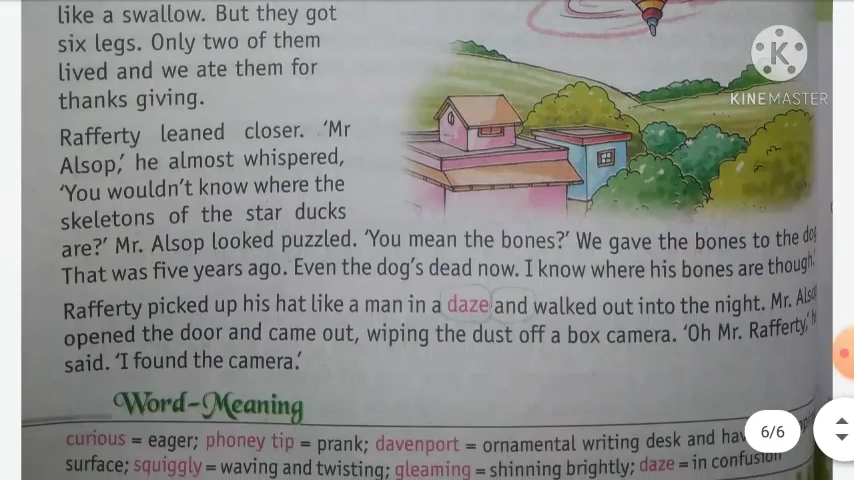 like a swallow. But they got
six legs. Only two of them
lived and we ate them for
thanks giving.
Rafferty leaned closer. 'Mr
Alsop,' he almost whispered,
'You wouldn't know where the
skeletons of the star ducks
are?' Mr. Alsop looked puzzled. 'You mean the bones?' We gave the bones to the dog
That was five years ago. Even the dog's dead now. I know where his bones are though.'
Rafferty picked up his hat like a man in a daze and walked out into the night. Mr. Also
opened the door and came out, wiping the dust off a box camera. 'Oh Mr. Rafferty,' h
said. 'I found the camera.'
Word-Meaning
curious = eager; phoney tip = prank; davenport = ornamental writing desk and hav
surface; squiggly = waving and twisting; gleaming = shinning brightly; daze = in confusion
K
KINEMASTER
6/6